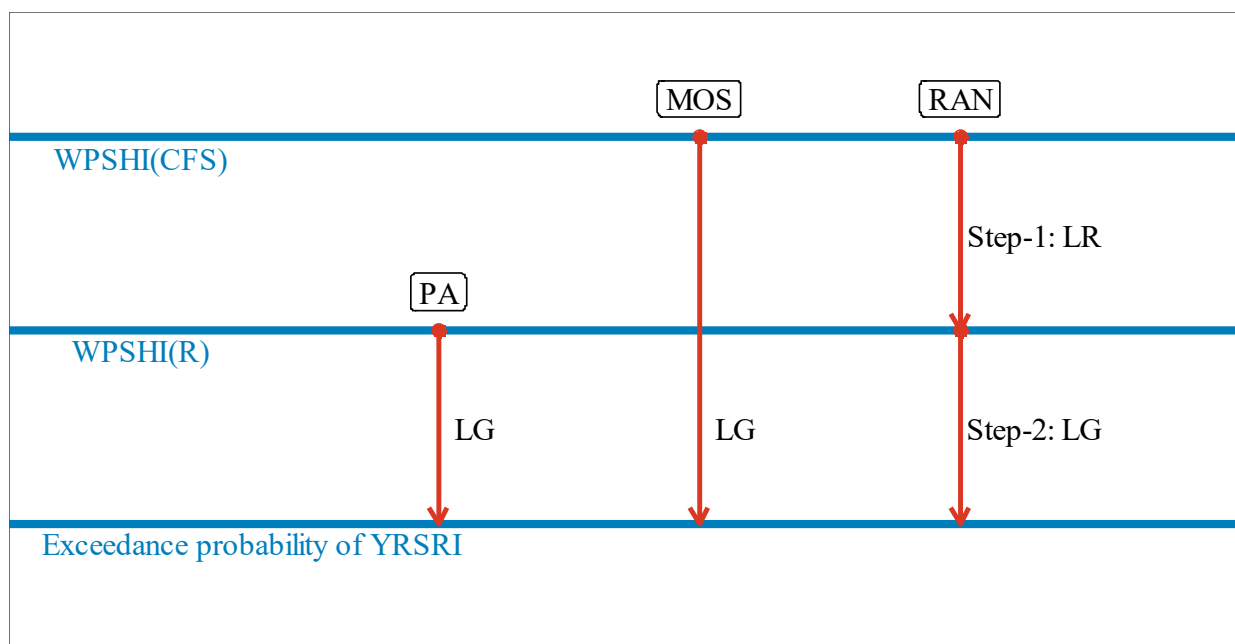 MOS
RAN
WPSHI(CFS)
Step-1: LR
PA
WPSHI(R)
LG
LG
Step-2: LG
Exceedance probability of YRSRI